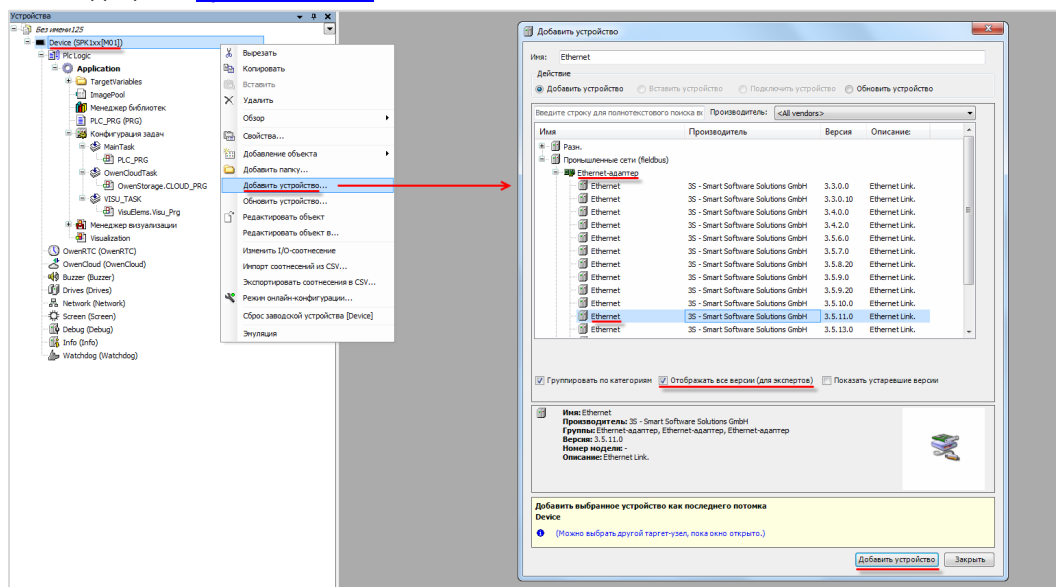 Устройства
Без имени125
Device (SPK1xx[M01])
Plc Logic
Application
TargetVariables
ImagePool
Менеджер библиотек
PLC_PRG (PRG)
Конфигурация задач
MainTask
PLC_PRG
OwenCloudTask
OwenStorage.CLOUD_PRG
VISU_TASK
VisuElems.Visu_Prg
Менеджер визуализации
Visualization
OwenRTC (OwenRTC)
OwenCloud (OwenCloud)
Buzzer (Buzzer)
Drives (Drives)
Network (Network)
Screen (Screen)
Debug (Debug)
Info (Info)
Watchdog (Watchdog)
Вырезать
Копировать
Вставить
Удалить
Обзор
Свойства...
Добавление объекта
Добавить папку...
Добавить устройство...
Обновить устройство...
Редактировать объект
Редактировать объект в...
Изменить I/O-соотнесение
Импорт соотнесений из CSV...
Экспортировать соотнесения в CSV...
Режим онлайн-конфигурации...
Сброс заводской устройства [Device]
Эмуляция
Добавить устройство
Имя: Ethernet
Действие
Добавить устройство Вставить устройство Подключить устройство Обновить устройство
Введите строку для полнотекстового поиска вс Производитель: <All vendors>
Имя Производитель Версия Описание:
Разн.
Промышленные сети (fieldbus)
Ethernet-адаптер
Ethernet 3S - Smart Software Solutions GmbH 3.3.0.0 Ethernet Link.
Ethernet 3S - Smart Software Solutions GmbH 3.3.0.10 Ethernet Link.
Ethernet 3S - Smart Software Solutions GmbH 3.4.0.0 Ethernet Link.
Ethernet 3S - Smart Software Solutions GmbH 3.4.2.0 Ethernet Link.
Ethernet 3S - Smart Software Solutions GmbH 3.5.6.0 Ethernet Link.
Ethernet 3S - Smart Software Solutions GmbH 3.5.7.0 Ethernet Link.
Ethernet 3S - Smart Software Solutions GmbH 3.5.8.20 Ethernet Link.
Ethernet 3S - Smart Software Solutions GmbH 3.5.9.0 Ethernet Link.
Ethernet 3S - Smart Software Solutions GmbH 3.5.9.20 Ethernet Link.
Ethernet 3S - Smart Software Solutions GmbH 3.5.10.0 Ethernet Link.
Ethernet 3S - Smart Software Solutions GmbH 3.5.11.0 Ethernet Link.
Ethernet 3S - Smart Software Solutions GmbH 3.5.13.0 Ethernet Link.
Группировать по категориям Отображать все версии (для экспертов) Показать устаревшие версии
Имя: Ethernet
Производитель: 3S - Smart Software Solutions GmbH
Группы: Ethernet-адаптер, Ethernet-адаптер, Ethernet-адаптер
Версия: 3.5.11.0
Номер модели: -
Описание: Ethernet Link.
Добавить выбранное устройство как последнего потомка
Device
(Можно выбрать другой таргет-узел, пока окно открыто.)
Добавить устройство Закрыть